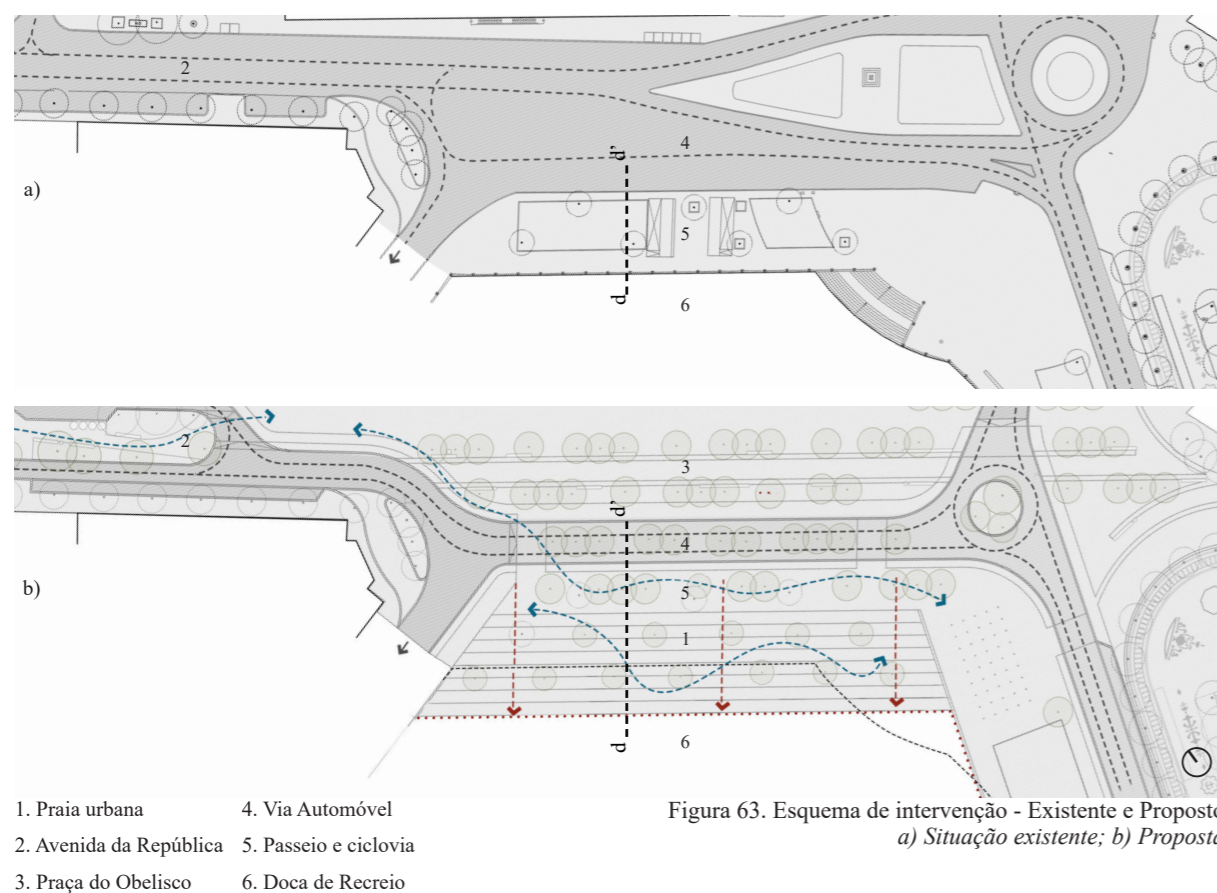 2
d'
4
a)
5
d
6
2
3
d'
4
b)
5
1
d
6
1. Praia urbana
2. Avenida da República
3. Praça do Obelisco
4. Via Automóvel
5. Passeio e ciclovia
6. Doca de Recreio
Figura 63. Esquema de intervenção - Existente e Proposto
a) Situação existente; b) Proposta